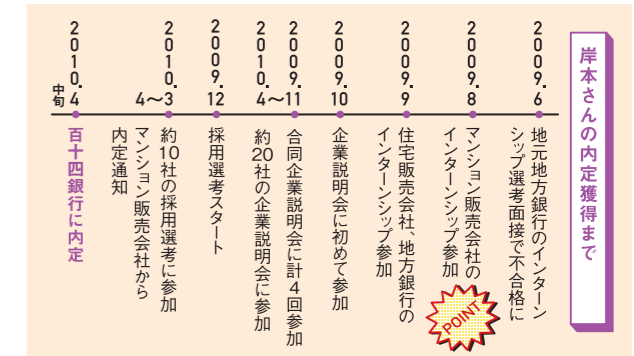 岸本さんの内定獲得まで
2009.6
地元地方銀行のインターン
シップ選考面接で不合格に
2009.8
マンション販売会社の
インターンシップ参加
POINT
2009.9
住宅販売会社、地方銀行の
インターンシップ参加
2009.10
企業説明会に初めて参加
2009.11
2010.4〜
合同企業説明会に計4回参加
約20社の企業説明会に参加
2009.12
採用選考スタート
2010.3
4〜
約10社の採用選考に参加
マンション販売会社から
内定通知
2010.4
中旬
百十四銀行に内定